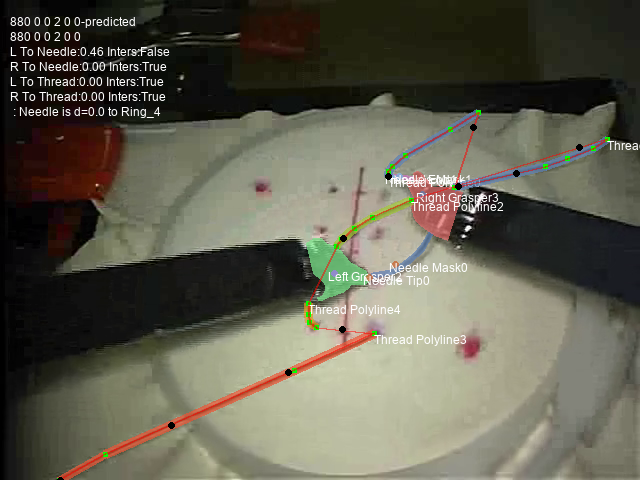 880 0 0 2 0 0-predicted
880 0 0 2 0 0
L To Needle:0.46 Inters:False
R To Needle:0.00 Inters:True
L To Thread:0.00 Inters:True
R To Thread:0.00 Inters:True
: Needle is d=0.0 to Ring_4
Right Grasper3
Thread Polyline2
Needle Mask0
Left Grasper2
Needle Tip0
Thread Polyline4
Thread Polyline3